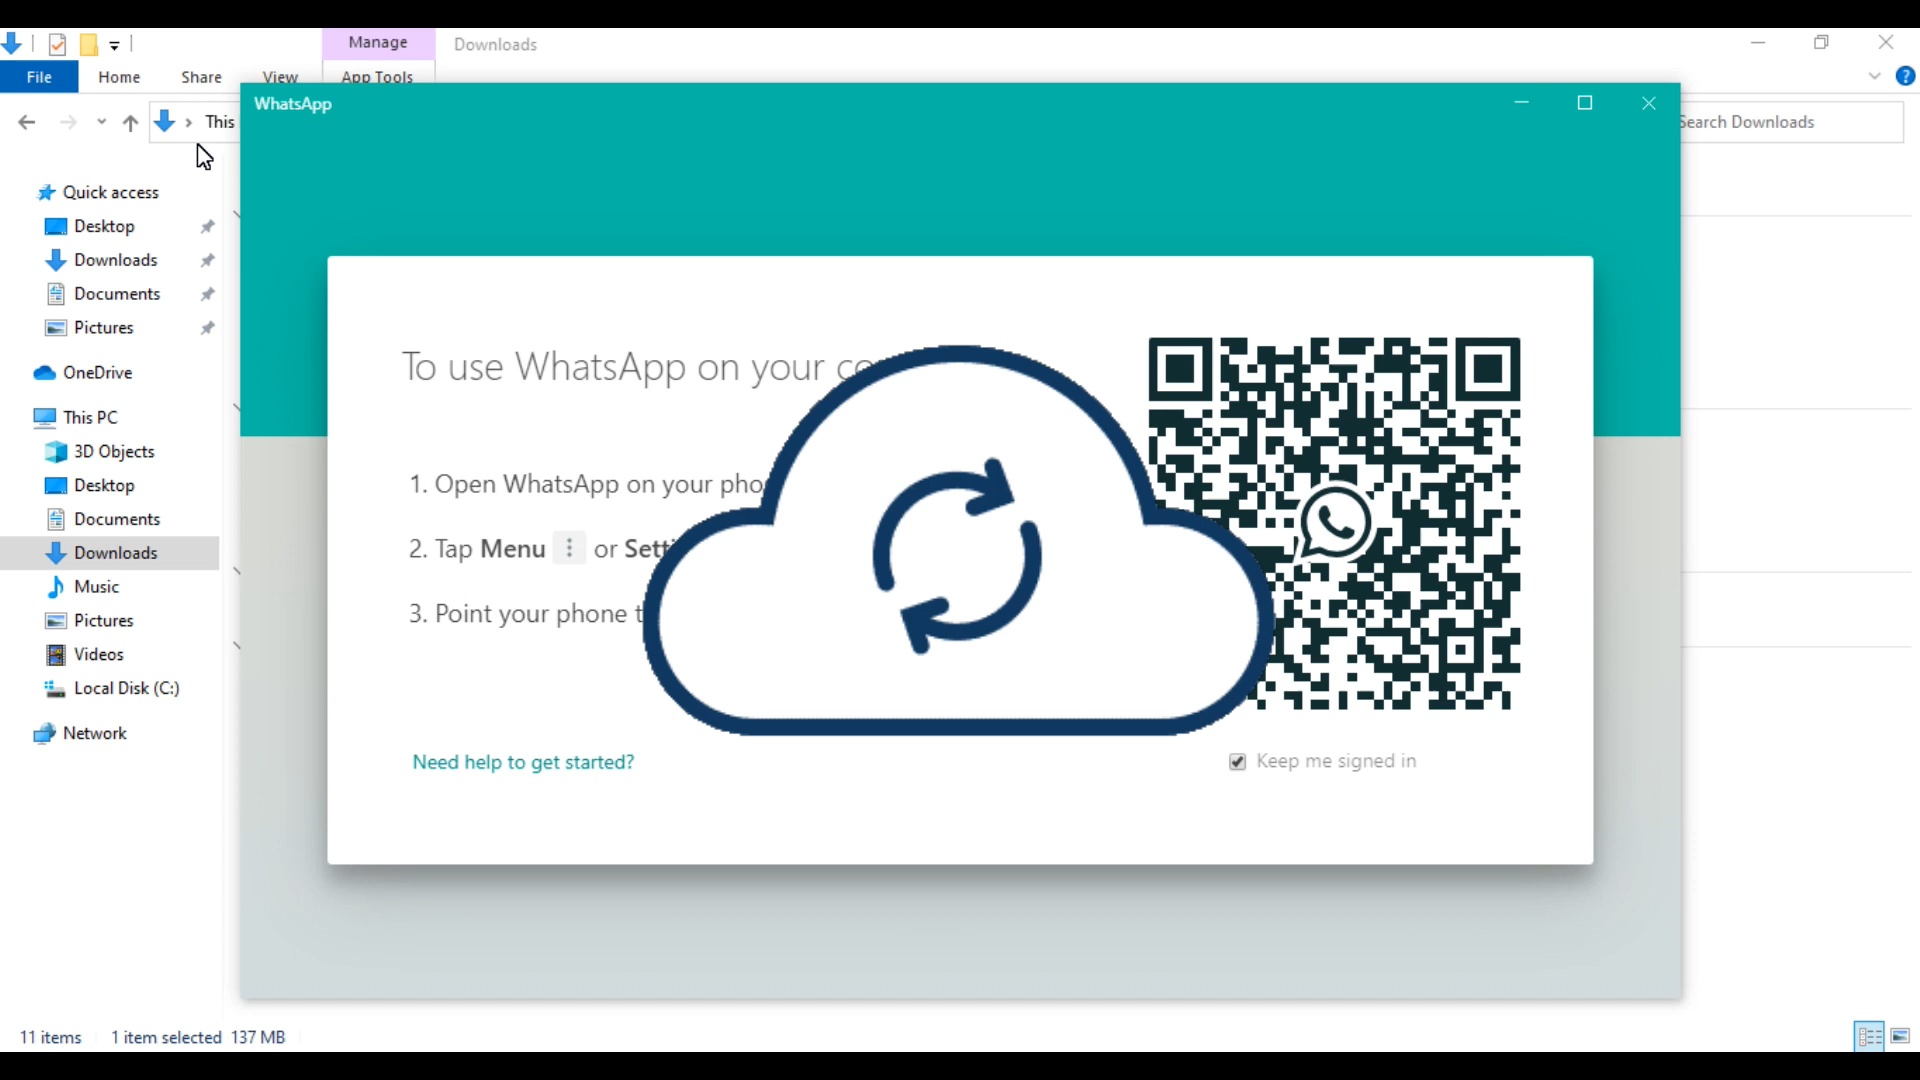 Manage
Downloads
File
Home
Share
View
App Tools
This
WhatsApp
Search Downloads
Quick access
Desktop
Downloads
Documents
Pictures
OneDrive
This PC
3D Objects
Desktop
Documents
Downloads
Music
Pictures
Videos
Local Disk (C:)
Network
To use WhatsApp on your
1. Open WhatsApp on your
2. Tap Menu or
3. Point your phone
Need help to get started?
Keep me signed in
11 items
1 item selected 137 MB